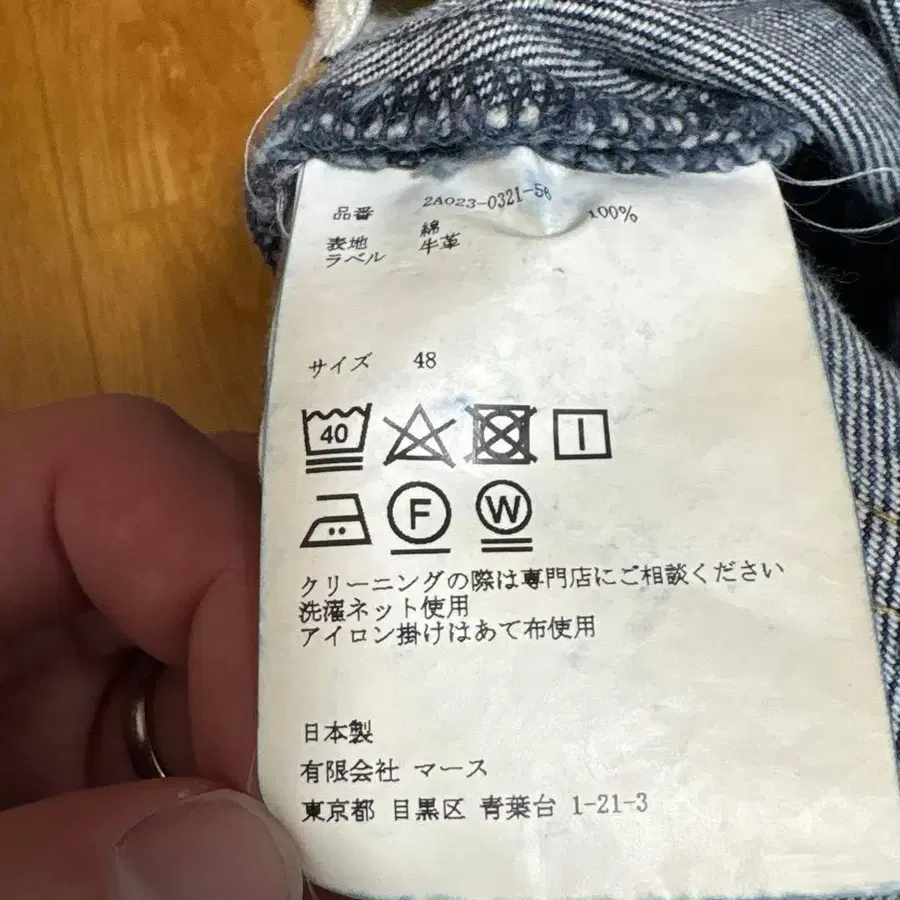 品番 2A023-0321-56
表地 綿 100%
ラベル 牛革
サイズ 48
40
F W
クリーニングの際は専門店にご相談ください
洗濯ネット使用
アイロン掛けはあて布使用
日本製
有限会社 マース
東京都 目黒区 青葉台 1-21-3